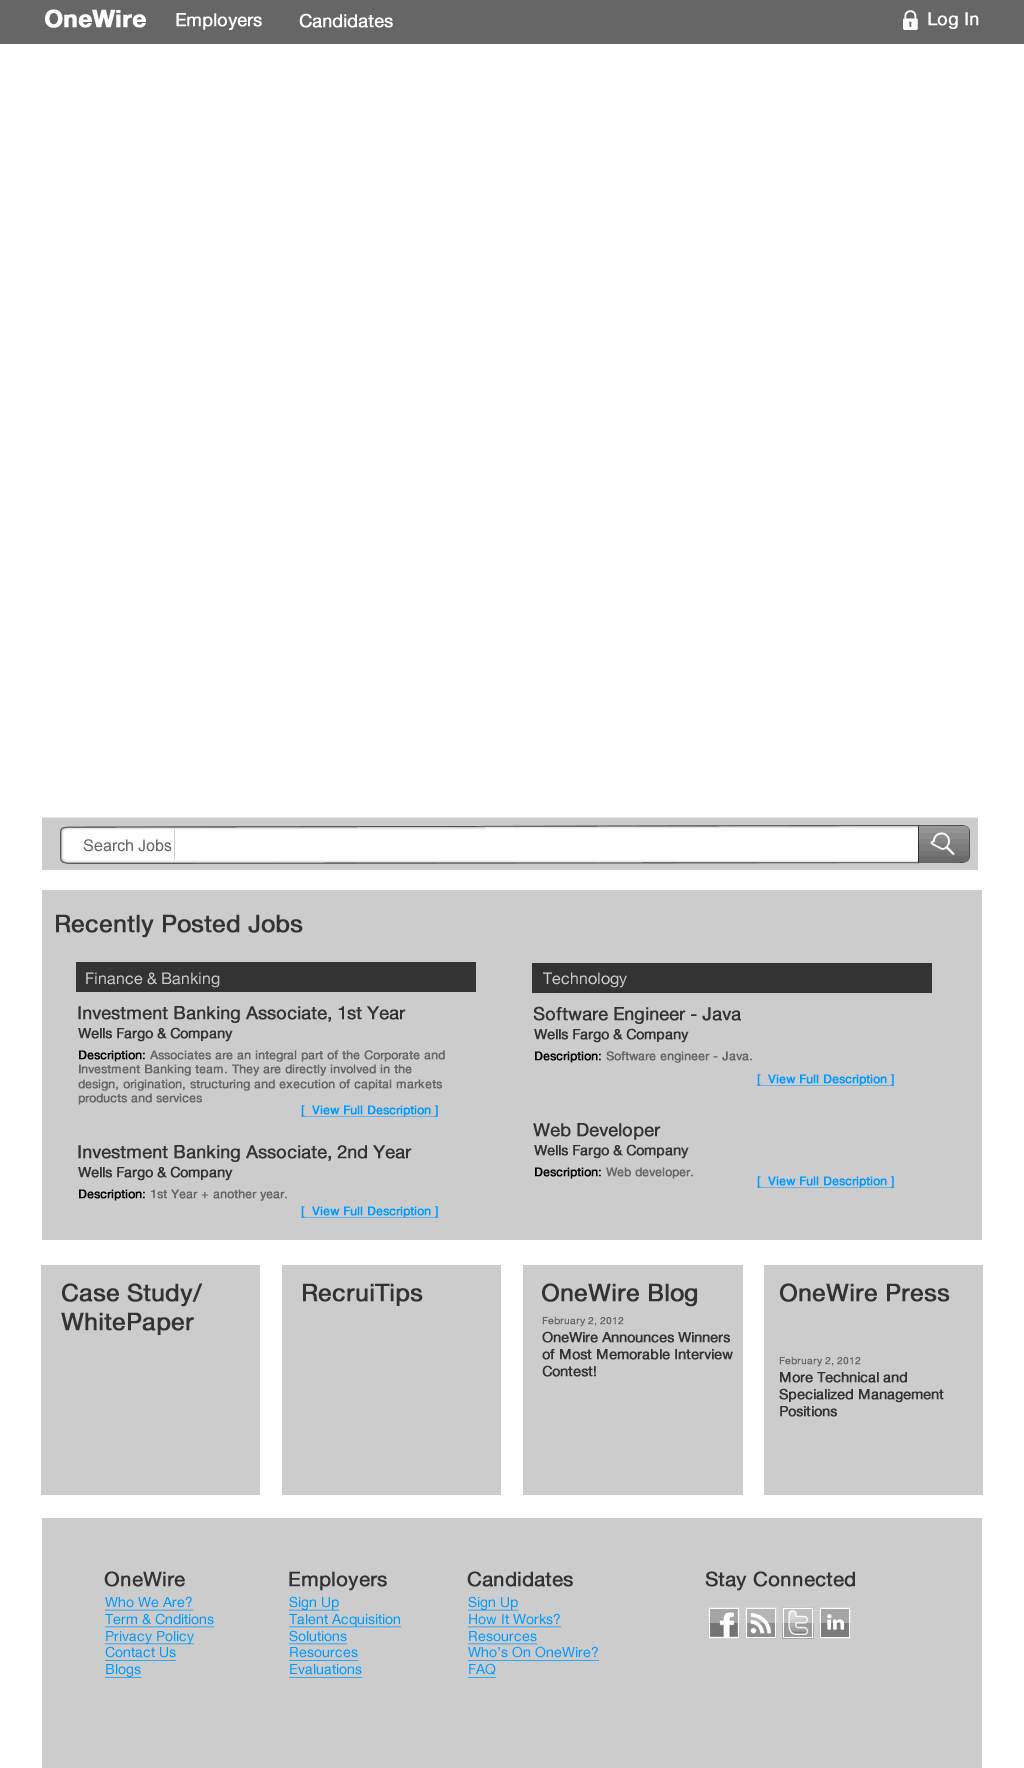 OneWire Employers Candidates Log In
Search Jobs
Recently Posted Jobs
Finance & Banking
Investment Banking Associate, 1st Year
Wells Fargo & Company
Description: Associates are an integral part of the Corporate and
Investment Banking team. They are directly involved in the
design, origination, structuring and execution of capital markets
products and services
[ View Full Description ]
Investment Banking Associate, 2nd Year
Wells Fargo & Company
Description: 1st Year + another year.
[ View Full Description ]
Technology
Software Engineer - Java
Wells Fargo & Company
Description: Software engineer - Java.
[ View Full Description ]
Web Developer
Wells Fargo & Company
Description: Web developer.
[ View Full Description ]
Case Study/
WhitePaper
RecruiTips
OneWire Blog
February 2, 2012
OneWire Announces Winners
of Most Memorable Interview
Contest!
OneWire Press
February 2, 2012
More Technical and
Specialized Management
Positions
OneWire
Who We Are?
Term & Cnditions
Privacy Policy
Contact Us
Blogs
Employers
Sign Up
Talent Acquisition
Solutions
Resources
Evaluations
Candidates
Sign Up
How It Works?
Resources
Who's On OneWire?
FAQ
Stay Connected